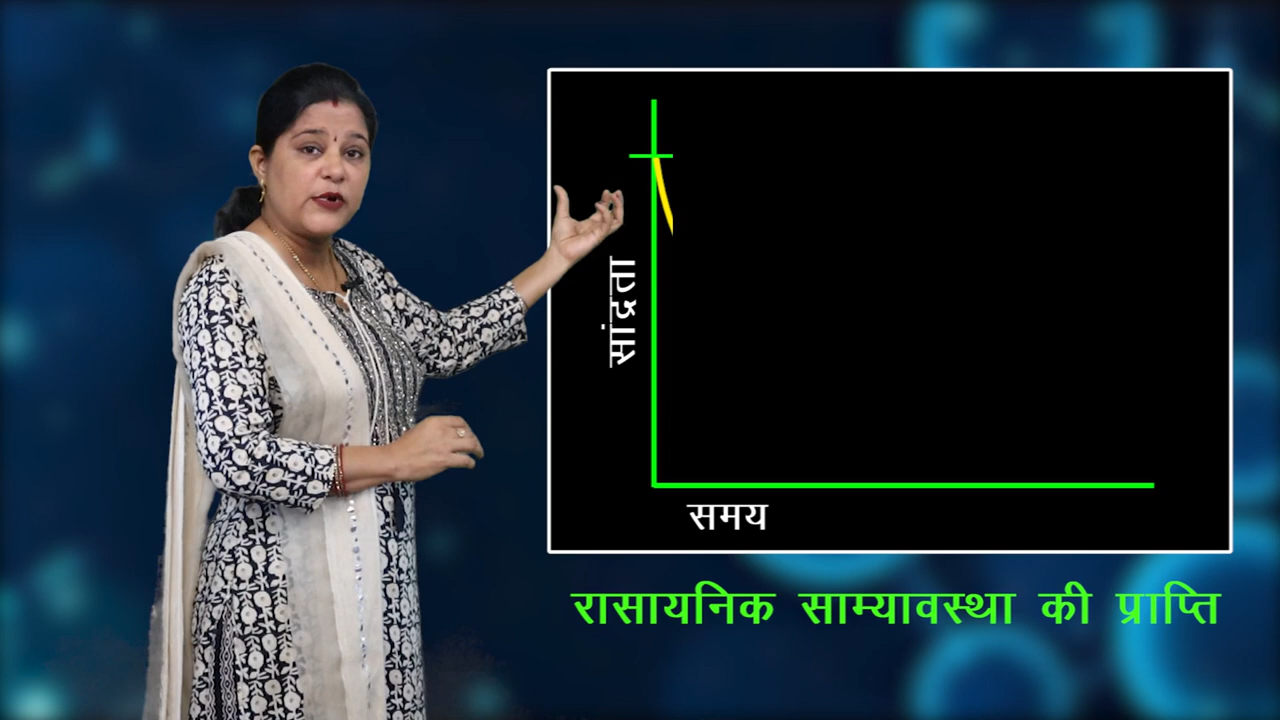 सांद्रता
समय
रासायनिक साम्यावस्था की प्राप्ति